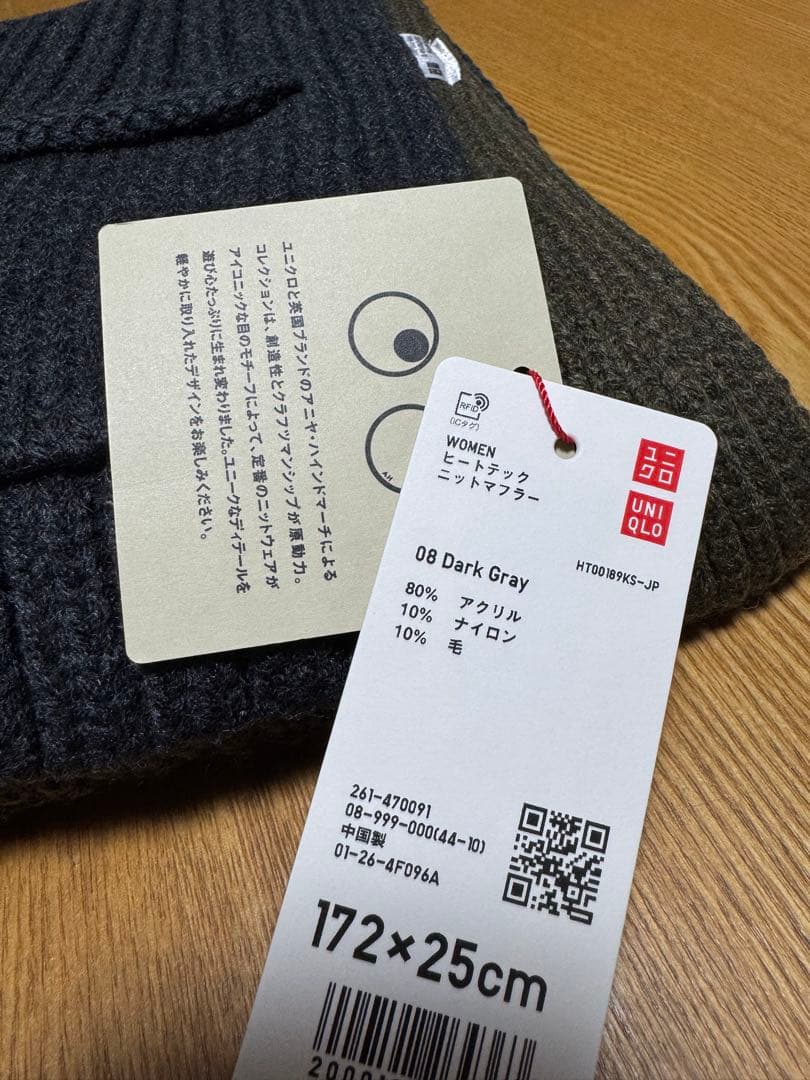 ユニクロと英国ブランドのアニヤ・ハインドマーチによる
コレクションは、創造性とクラフツマンシップが原動力。
アイコニックな目のモチーフによって、定番のニットウェアが
遊び心たっぷりに生まれ変わりました。ユニークなディテールを
軽やかに取り入れたデザインをお楽しみください。
AH
RFID
(ICタグ)
WOMEN
ヒートテック
ニットマフラー
ユニ
クロ
UNI
QLO
08 Dark Gray
HT00189KS-JP
80% アクリル
10% ナイロン
10% 毛
261-470091
08-999-000(44-10)
中国製
01-26-4F096A
172×25cm